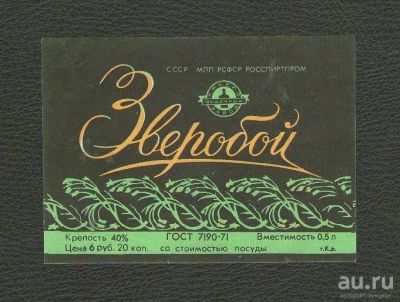 СССР МПП РСФСР РОССПИРТПРОМ
Зверобой
Крепость 40% ГОСТ 7190-71 Вместимость 0,5 л
Цена 6 руб. 20 коп. со стоимостью посуды г.К.р.
au.ru